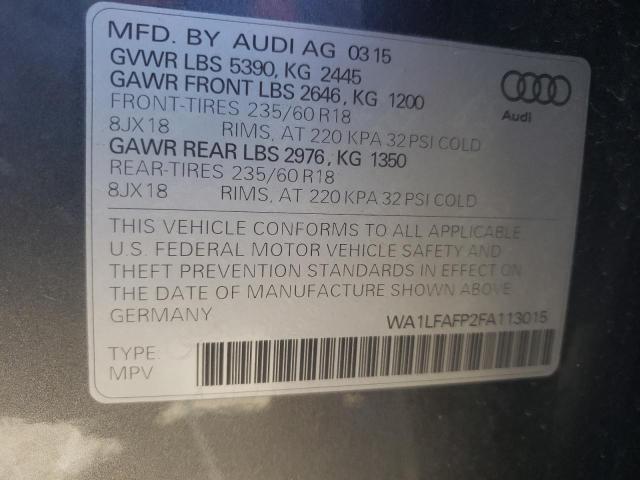 MFD. BY AUDI AG 03 15
GVWR LBS 5390, KG 2445
GAWR FRONT LBS 2646, KG 1200
FRONT-TIRES 235/60 R18
8JX18 RIMS, AT 220 KPA 32 PSI COLD
GAWR REAR LBS 2976, KG 1350
REAR-TIRES 235/60 R18
8JX18 RIMS, AT 220 KPA 32 PSI COLD
Audi
THIS VEHICLE CONFORMS TO ALL APPLICABLE
U.S. FEDERAL MOTOR VEHICLE SAFETY AND
THEFT PREVENTION STANDARDS IN EFFECT ON
THE DATE OF MANUFACTURE SHOWN ABOVE.
GERMANY
WA1LFAFP2FA113015
TYPE:
MPV